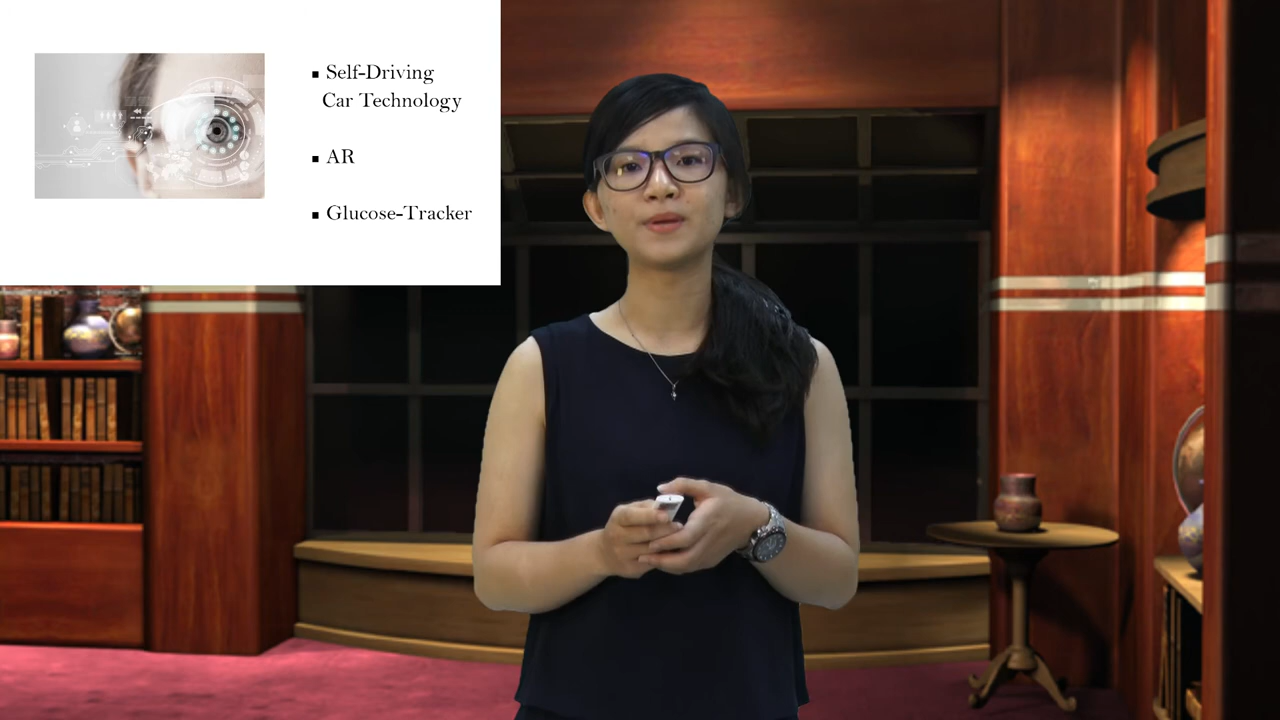 ▪ Self-Driving
Car Technology
▪ AR
▪ Glucose-Tracker